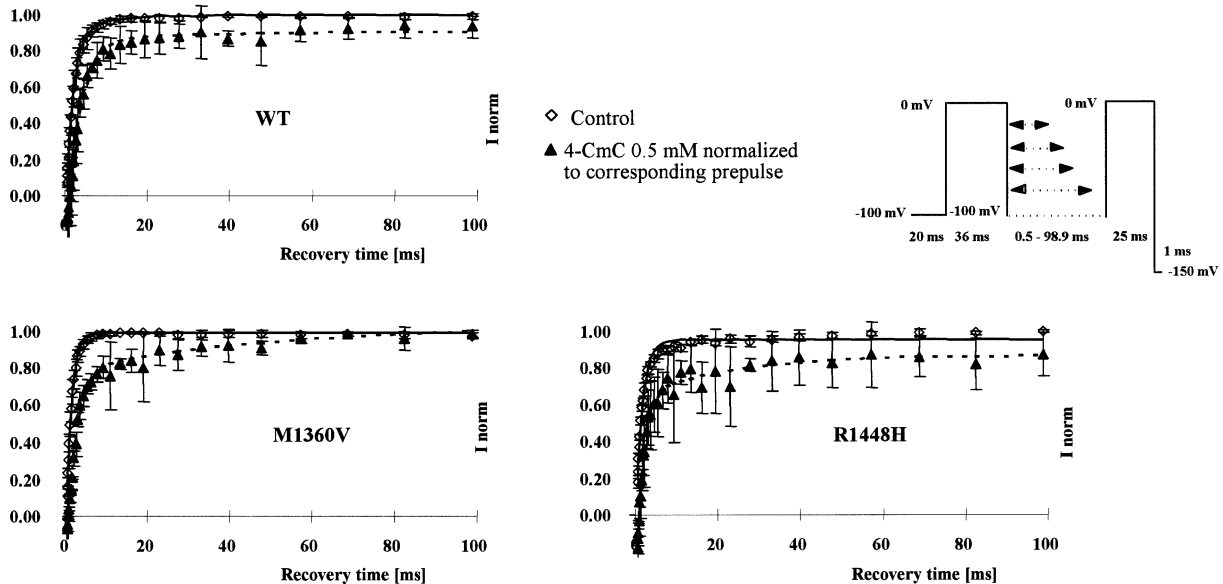 1.00
0.80
0.60
0.40
0.20
0.00
WT
I norm
0 20 40 60 80 100
Recovery time [ms]
◇ Control
▲ 4-CmC 0.5 mM normalized
to corresponding prepulse
0 mV 0 mV
-100 mV -100 mV
20 ms 36 ms 0.5 - 98.9 ms 25 ms
1 ms
-150 mV
1.00
0.80
0.60
0.40
0.20
0.00
M1360V
I norm
0 20 40 60 80 100
Recovery time [ms]
1.00
0.80
0.60
0.40
0.20
0.00
R1448H
I norm
20 40 60 80 100
Recovery time [ms]